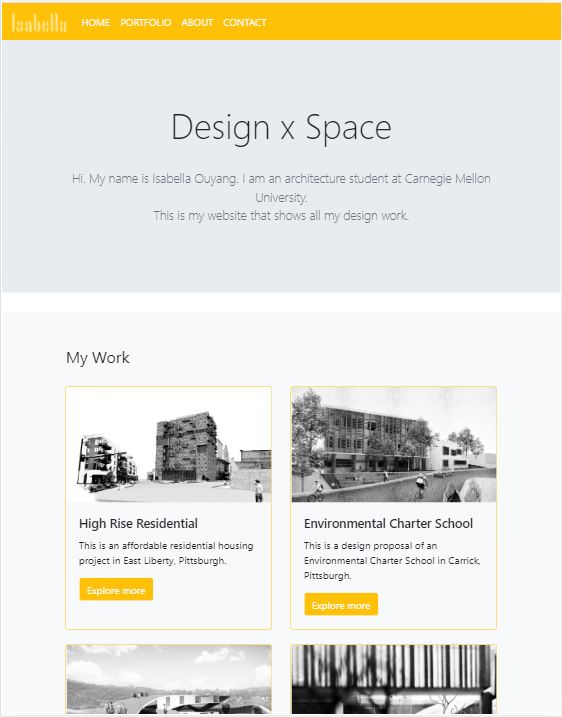 Isabella
HOME PORTFOLIO ABOUT CONTACT
Design x Space
Hi. My name is Isabella Ouyang. I am an architecture student at Carnegie Mellon
University.
This is my website that shows all my design work.
My Work
High Rise Residential
This is an affordable residential housing
project in East Liberty, Pittsburgh.
Explore more
Environmental Charter School
This is a design proposal of an
Environmental Charter School in Carrick,
Pittsburgh.
Explore more